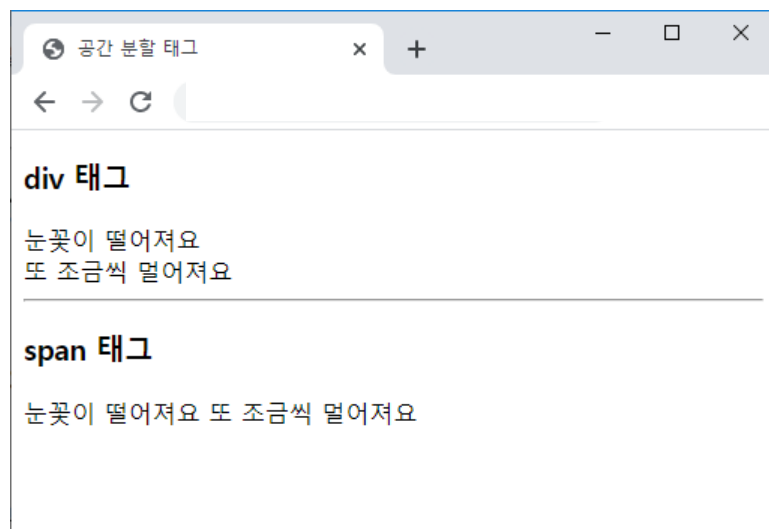 공간 분할 태그
div 태그
눈꽃이 떨어져요
또 조금씩 멀어져요
span 태그
눈꽃이 떨어져요 또 조금씩 멀어져요